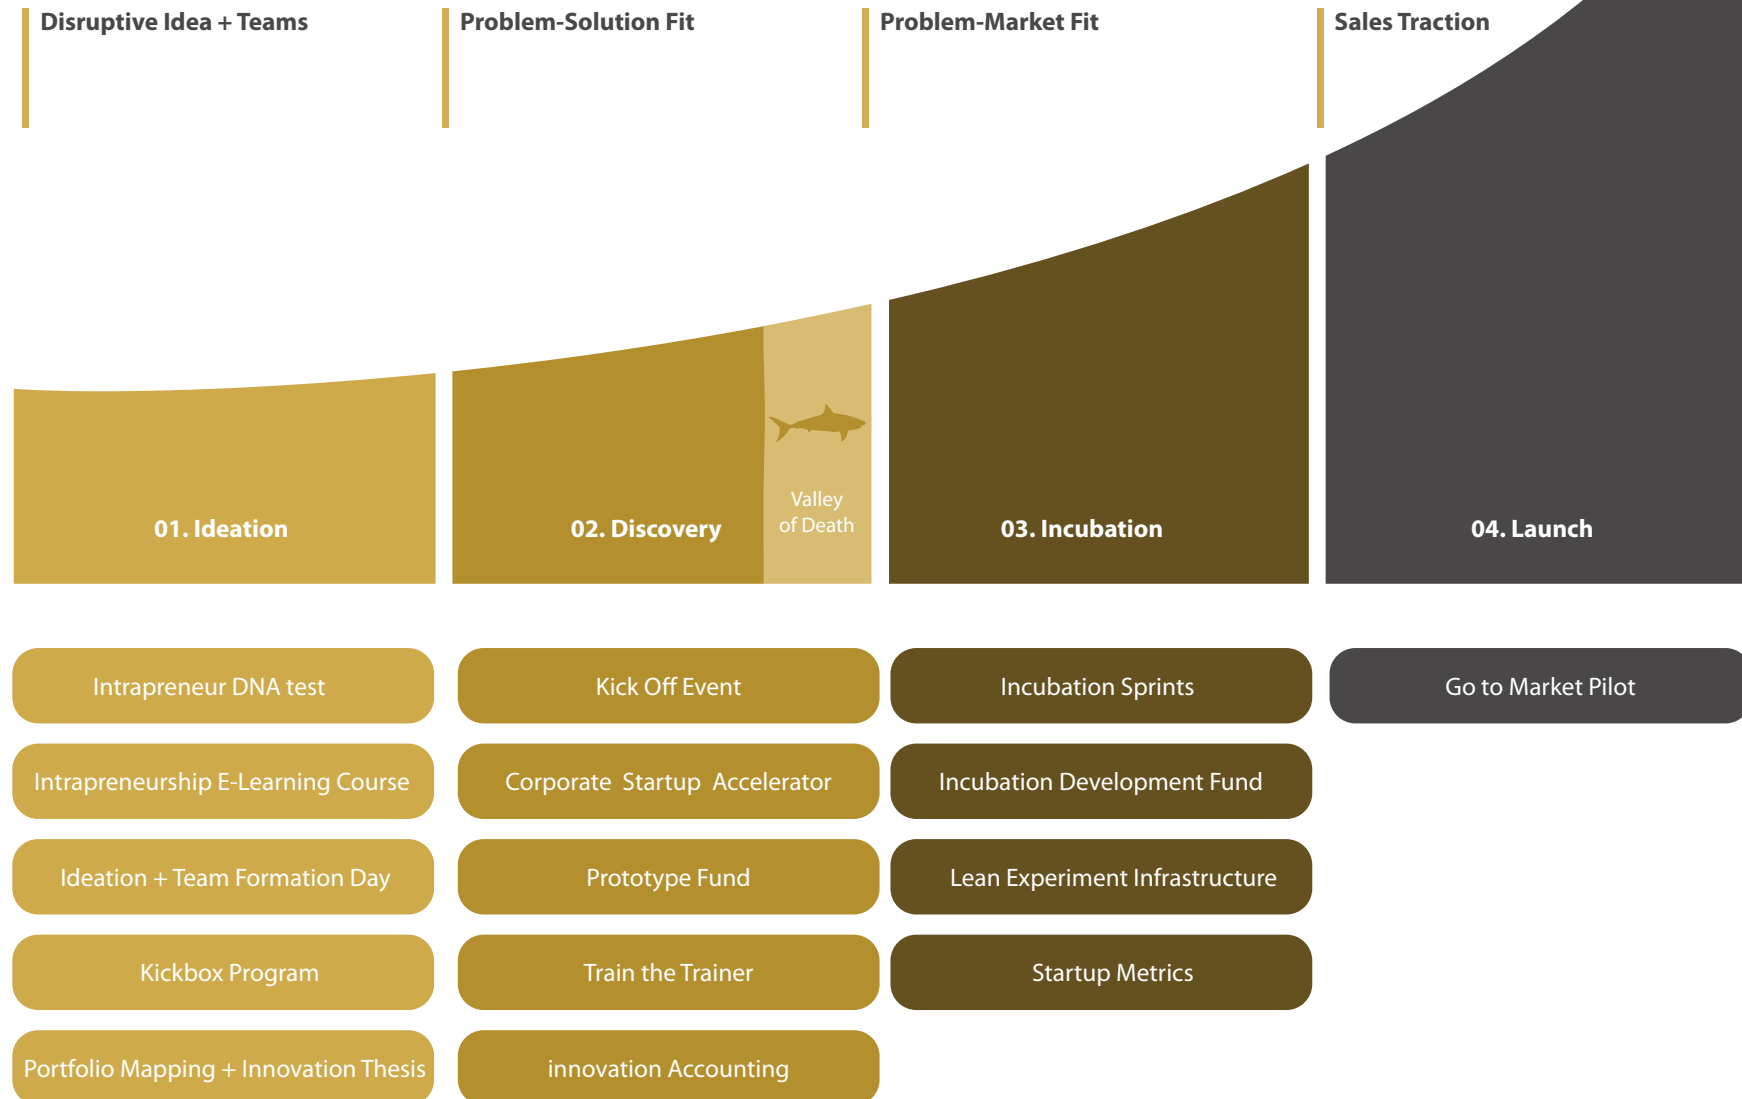 Disruptive Idea + Teams
Problem-Solution Fit
Problem-Market Fit
Sales Traction
01. Ideation
02. Discovery
Valley
of Death
03. Incubation
04. Launch
Intrapreneur DNA test
Kick Off Event
Incubation Sprints
Go to Market Pilot
Intrapreneurship E-Learning Course
Corporate Startup Accelerator
Incubation Development Fund
Ideation + Team Formation Day
Prototype Fund
Lean Experiment Infrastructure
Kickbox Program
Train the Trainer
Startup Metrics
Portfolio Mapping + Innovation Thesis
innovation Accounting